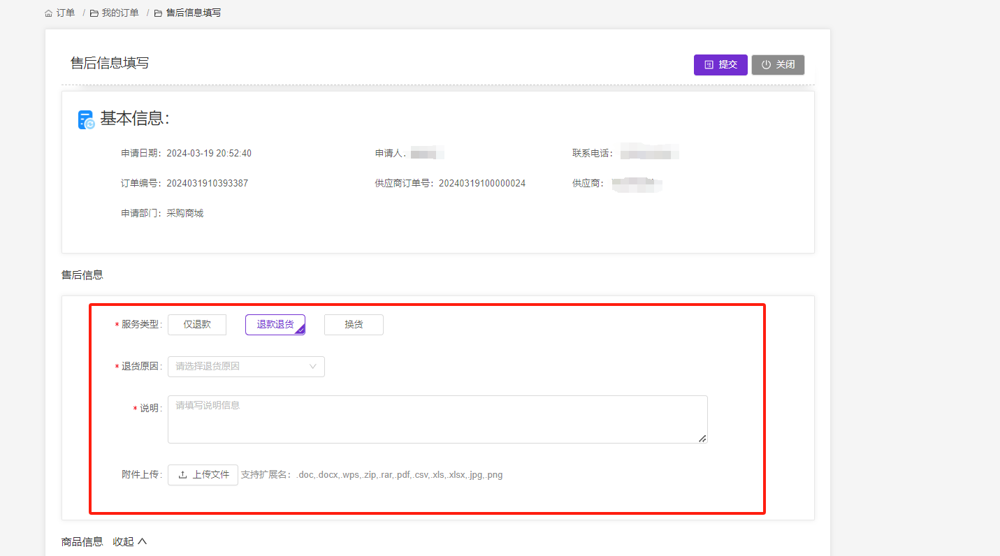 订单 / 我的订单 / 售后信息填写
售后信息填写
提交 关闭
基本信息：
申请日期： 2024-03-19 20:52:40 申请人 联系电话：
订单编号： 2024031910393387 供应商订单号： 20240319100000024 供应商：
申请部门： 采购商城
售后信息
* 服务类型： 仅退款 退款退货 换货
* 退货原因： 请选择退货原因
* 说明： 请填写说明信息
附件上传： 上传文件 支持扩展名： .doc,.docx,.wps,.zip,.rar,.pdf,.csv,.xls,.xlsx,.jpg,.png
商品信息 收起